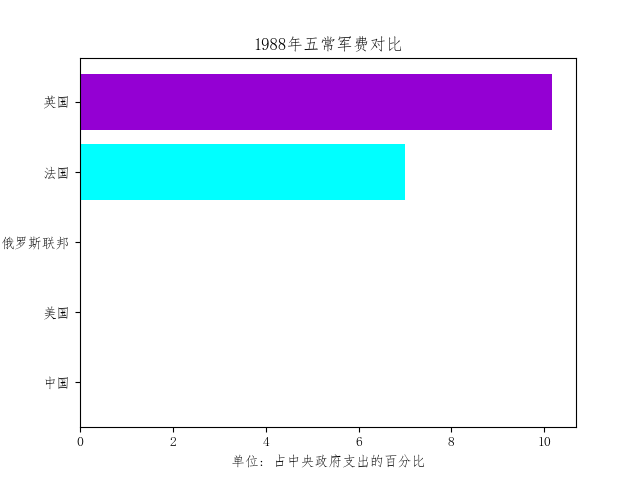 1988年五常军费对比
英国
法国
俄罗斯联邦
美国
中国
0 2 4 6 8 10
单位：占中央政府支出的百分比